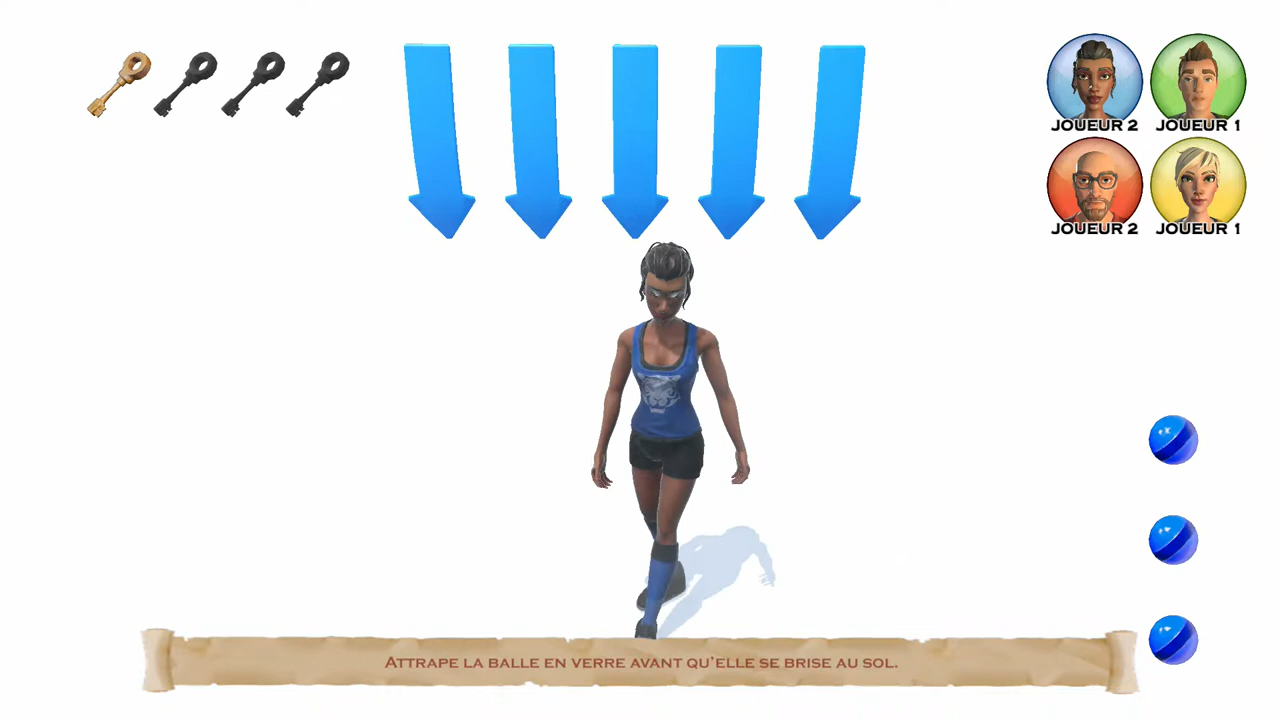 JOUEUR 2 JOUEUR 1
JOUEUR 2 JOUEUR 1
ATTRAPE LA BALLE EN VERRE AVANT QU'ELLE SE BRISE AU SOL.